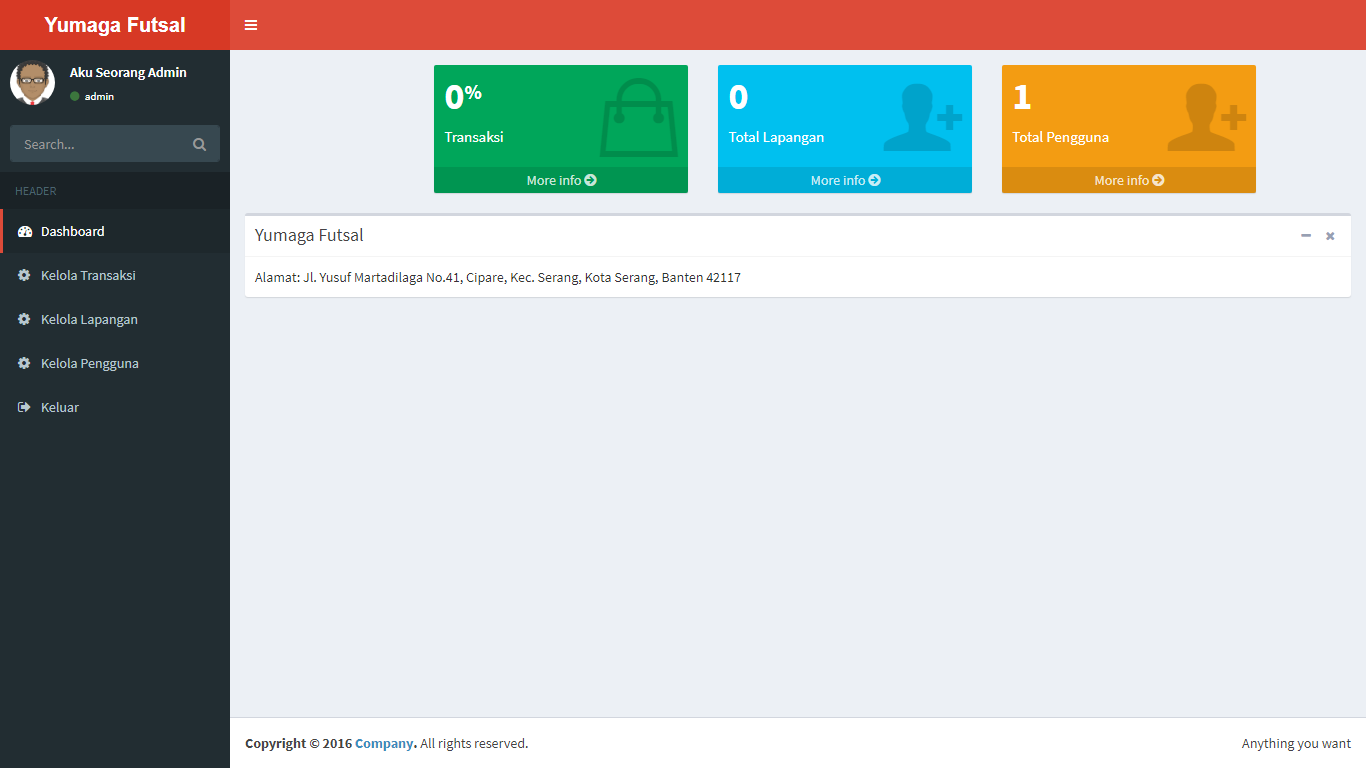 Yumaga Futsal
Aku Seorang Admin
admin
Search...
HEADER
Dashboard
Kelola Transaksi
Kelola Lapangan
Kelola Pengguna
Keluar
0%
Transaksi
More info
0
Total Lapangan
More info
1
Total Pengguna
More info
Yumaga Futsal
Alamat: Jl. Yusuf Martadilaga No.41, Cipare, Kec. Serang, Kota Serang, Banten 42117
Copyright © 2016 Company. All rights reserved.
Anything you want